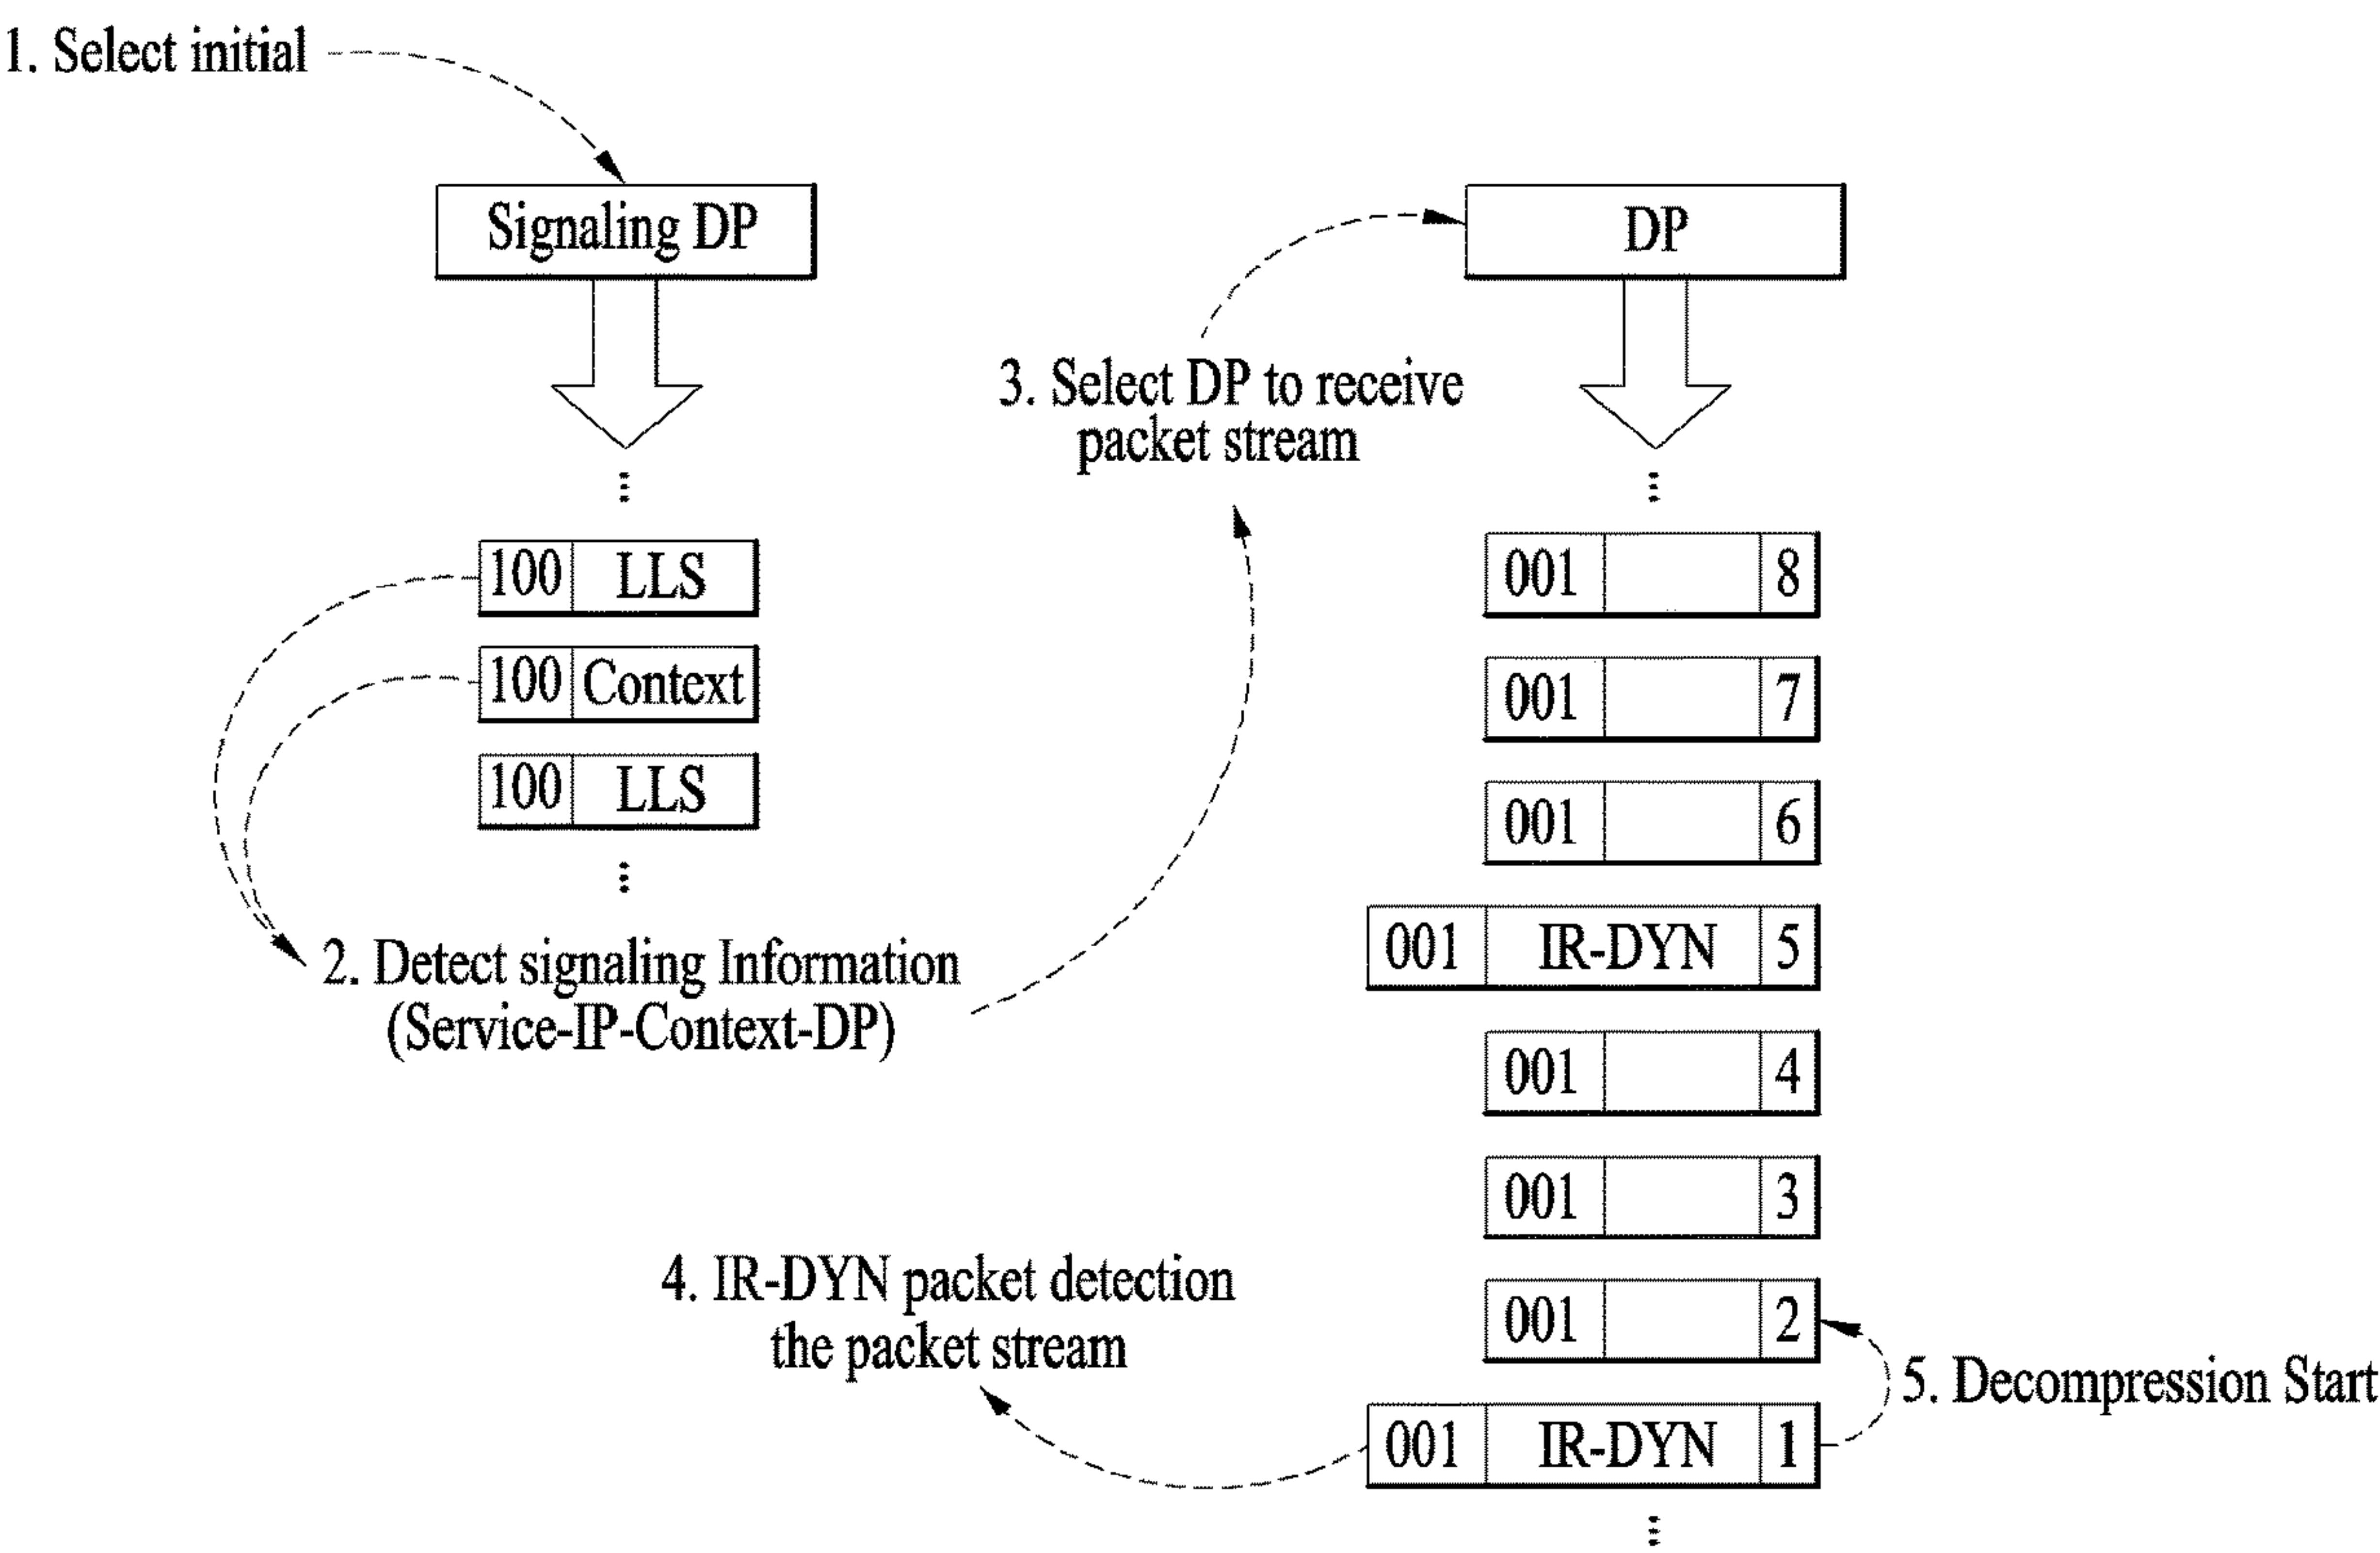 1. Select initial
Signaling DP
DP
3. Select DP to receive
packet stream
...
...
100 LLS
100 Context
100 LLS
...
2. Detect signaling Information
(Service-IP-Context-DP)
001 8
001 7
001 6
001 IR-DYN 5
001 4
001 3
001 2
001 IR-DYN 1
...
4. IR-DYN packet detection
the packet stream
5. Decompression Start